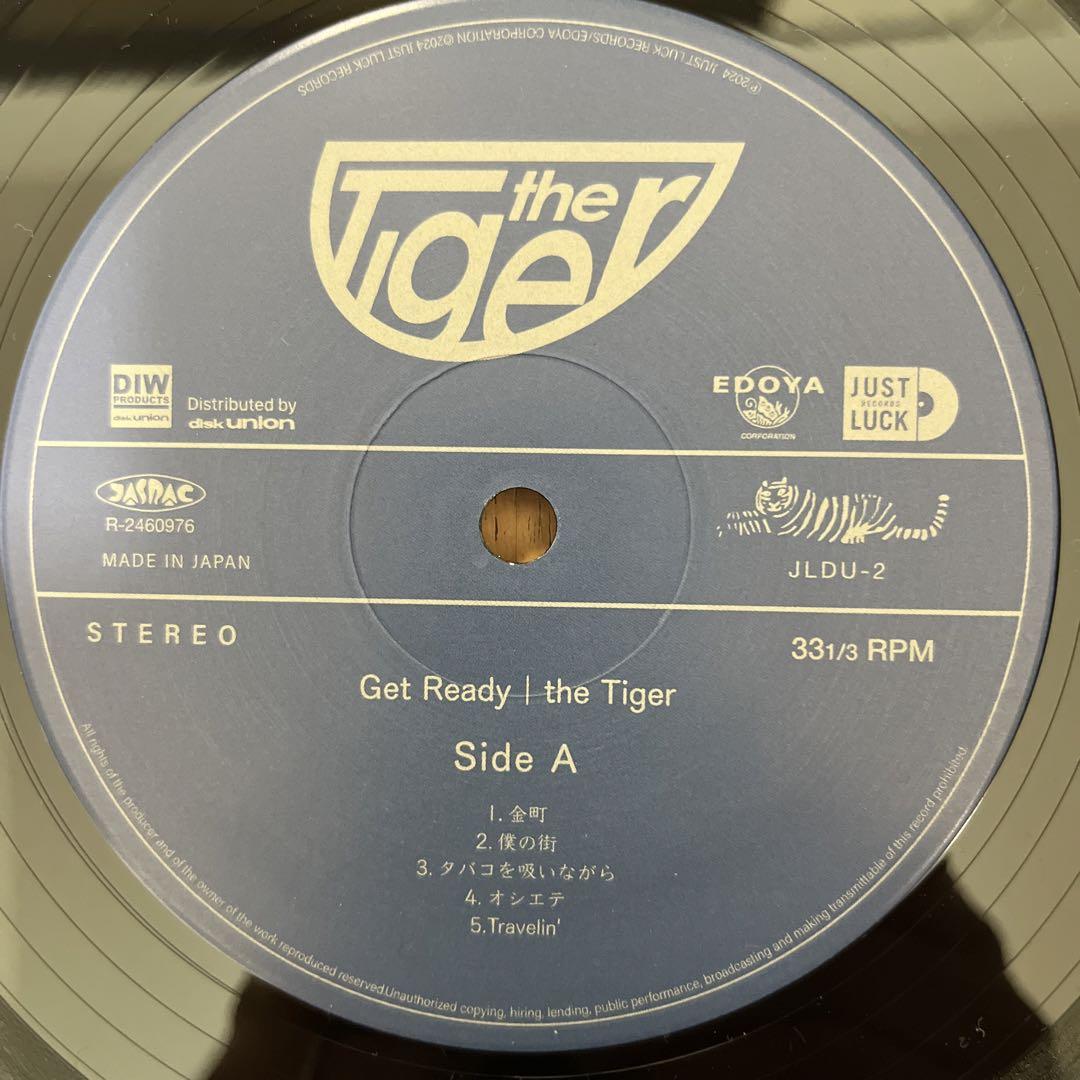 ℗2024 JUST LUCK RECORDS/EDOYA CORPORATION ©2024 JUST LUCK RECORDS
the
Tiger
DIW
PRODUCTS
disk union
Distributed by
disk union
EDOYA
CORPORATION
JUST
RECORDS
LUCK
JASRAC
R-2460976
MADE IN JAPAN
JLDU-2
STEREO
33 1/3 RPM
Get Ready | the Tiger
Side A
1. 金町
2. 僕の街
3. タバコを吸いながら
4. オシエテ
5.Travelin'
All rights of the producer and of the owner of the work reproduced reserved.Unauthorized copying, hiring, lending, public performance, broadcasting and making transmittable of this record prohibited.